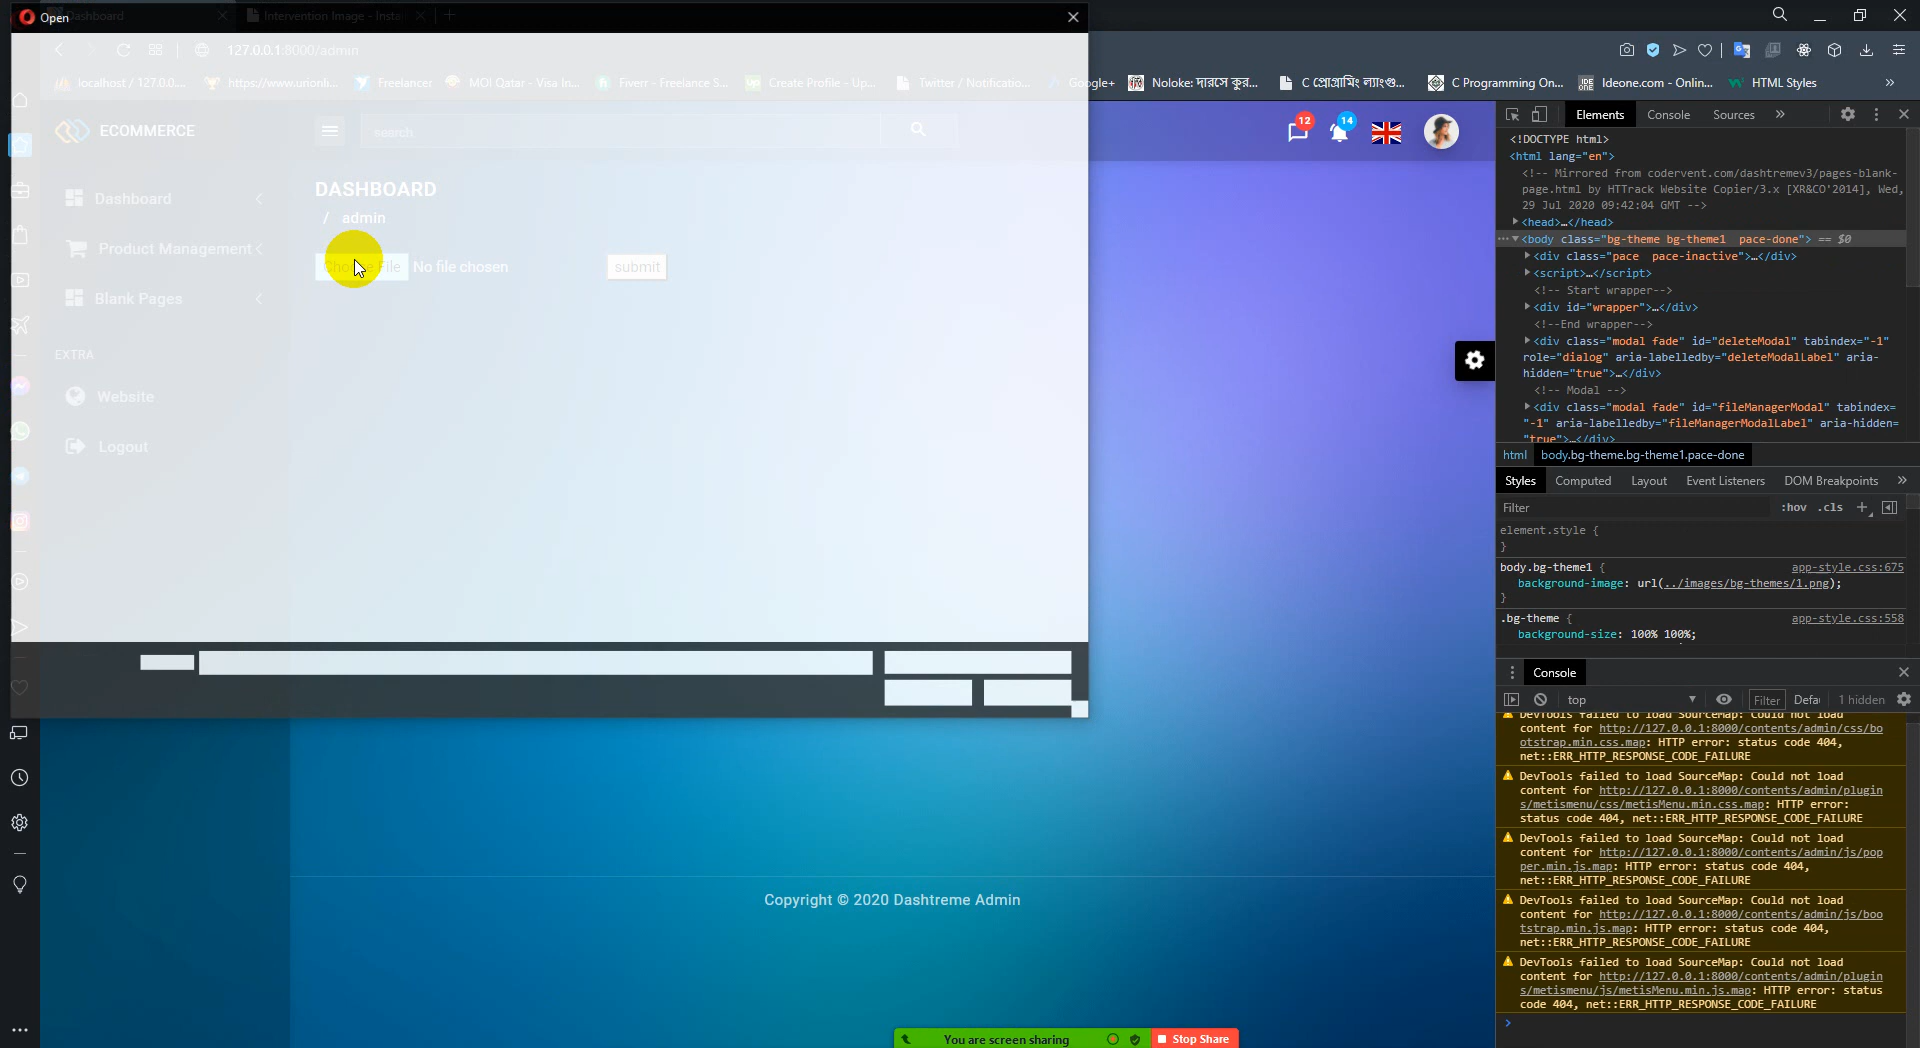 Open
Dashboard
Intervention Image - Insta
127.0.0.1:8000/admin
localhost / 127.0.0...
https://www.urionli...
Freelancer
MOI Qatar - Visa In...
Fiverr - Freelance S...
Create Profile - Up...
Twitter / Notificatio...
Google+
Noloke: দারসে কুর...
C প্রোগ্রামিং ল্যাংগু...
C Programming On...
Ideone.com - Onlin...
HTML Styles
»
ECOMMERCE
search
12
14
DASHBOARD
/ admin
Dashboard
Product Management
Choose File
No file chosen
submit
Blank Pages
EXTRA
Website
Logout
Copyright © 2020 Dashtreme Admin
You are screen sharing
Stop Share
Elements
Console
Sources
»
<!DOCTYPE html>
<html lang="en">
<!-- Mirrored from codervent.com/dashtremev3/pages-blank-
page.html by HTTrack Website Copier/3.x [XR&CO'2014], Wed,
29 Jul 2020 09:42:04 GMT -->
<head>…</head>
<body class="bg-theme bg-theme1  pace-done"> == $0
<div class="pace  pace-inactive">…</div>
<script>…</script>
<!-- Start wrapper-->
<div id="wrapper">…</div>
<!--End wrapper-->
<div class="modal fade" id="deleteModal" tabindex="-1"
role="dialog" aria-labelledby="deleteModalLabel" aria-
hidden="true">…</div>
<!-- Modal -->
<div class="modal fade" id="fileManagerModal" tabindex=
"-1" aria-labelledby="fileManagerModalLabel" aria-hidden=
"true">…</div>
html
body.bg-theme.bg-theme1.pace-done
Styles
Computed
Layout
Event Listeners
DOM Breakpoints
»
Filter
:hov .cls +
element.style {
}
body.bg-theme1 {
app-style.css:675
background-image: url(../images/bg-themes/1.png);
}
.bg-theme {
app-style.css:558
background-size: 100% 100%;
Console
top
Filter
Defa
1 hidden
DevTools failed to load SourceMap: Could not load
content for http://127.0.0.1:8000/contents/admin/css/bo
otstrap.min.css.map: HTTP error: status code 404,
net::ERR_HTTP_RESPONSE_CODE_FAILURE
DevTools failed to load SourceMap: Could not load
content for http://127.0.0.1:8000/contents/admin/plugin
s/metismenu/css/metisMenu.min.css.map: HTTP error:
status code 404, net::ERR_HTTP_RESPONSE_CODE_FAILURE
DevTools failed to load SourceMap: Could not load
content for http://127.0.0.1:8000/contents/admin/js/pop
per.min.js.map: HTTP error: status code 404,
net::ERR_HTTP_RESPONSE_CODE_FAILURE
DevTools failed to load SourceMap: Could not load
content for http://127.0.0.1:8000/contents/admin/js/boo
tstrap.min.js.map: HTTP error: status code 404,
net::ERR_HTTP_RESPONSE_CODE_FAILURE
DevTools failed to load SourceMap: Could not load
content for http://127.0.0.1:8000/contents/admin/plugin
s/metismenu/js/metisMenu.min.js.map: HTTP error: status
code 404, net::ERR_HTTP_RESPONSE_CODE_FAILURE